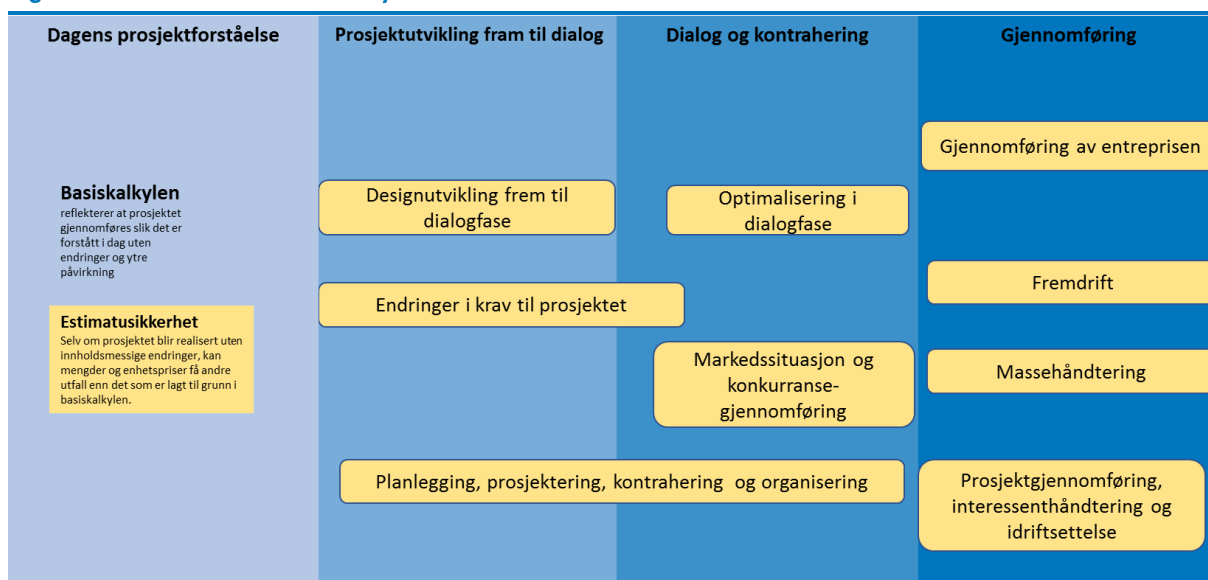 Dagens prosjektforståelse
Prosjektutvikling fram til dialog
Dialog og kontrahering
Gjennomføring
Basiskalkylen
reflekterer at prosjektet
gjennomføres slik det er
forstått i dag uten
endringer og ytre
påvirkning
Estimatusikkerhet
Selv om prosjektet blir realisert uten
innholdsmessige endringer, kan
mengder og enhetspriser få andre
utfall enn det som er lagt til grunn i
basiskalkylen.
Designutvikling frem til
dialogfase
Endringer i krav til prosjektet
Planlegging, prosjektering, kontrahering og organisering
Optimalisering i
dialogfase
Markedssituasjon og
konkurranse-
gjennomføring
Gjennomføring av entreprisen
Fremdrift
Massehåndtering
Prosjektgjennomføring,
interessenthåndtering og
idriftsettelse